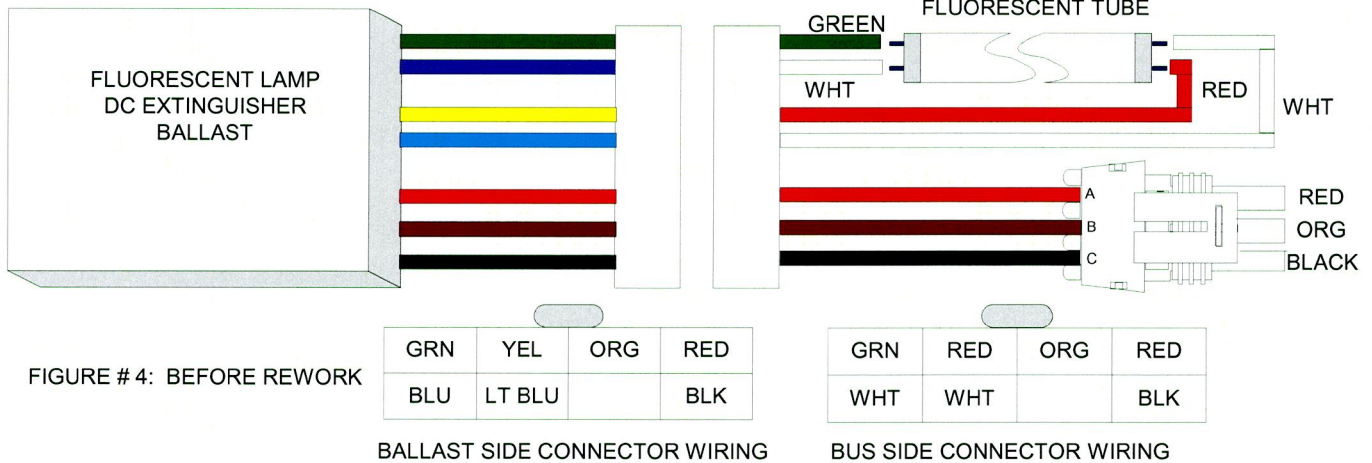 FLUORESCENT TUBE
GREEN
WHT
RED
WHT
FLUORESCENT LAMP
DC EXTINGUISHER
BALLAST
A
B
C
RED
ORG
BLACK
FIGURE # 4: BEFORE REWORK
GRN YEL ORG RED
BLU LT BLU BLK
BALLAST SIDE CONNECTOR WIRING
GRN RED ORG RED
WHT WHT BLK
BUS SIDE CONNECTOR WIRING